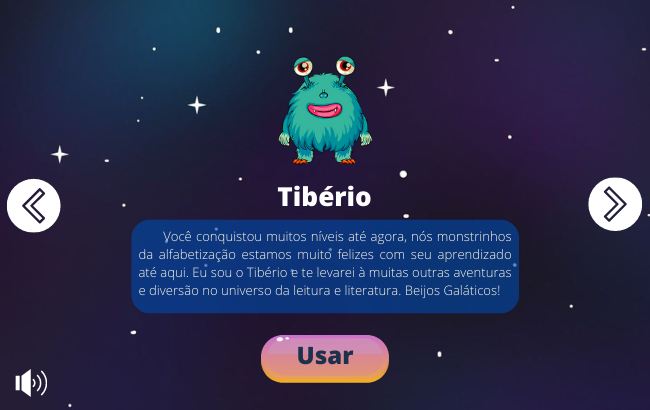 Tibério
Você conquistou muitos níveis até agora, nós monstrinhos
da alfabetização estamos muito felizes com seu aprendizado
até aqui. Eu sou o Tibério e te levarei à muitas outras aventuras
e diversão no universo da leitura e literatura. Beijos Galáticos!
Usar